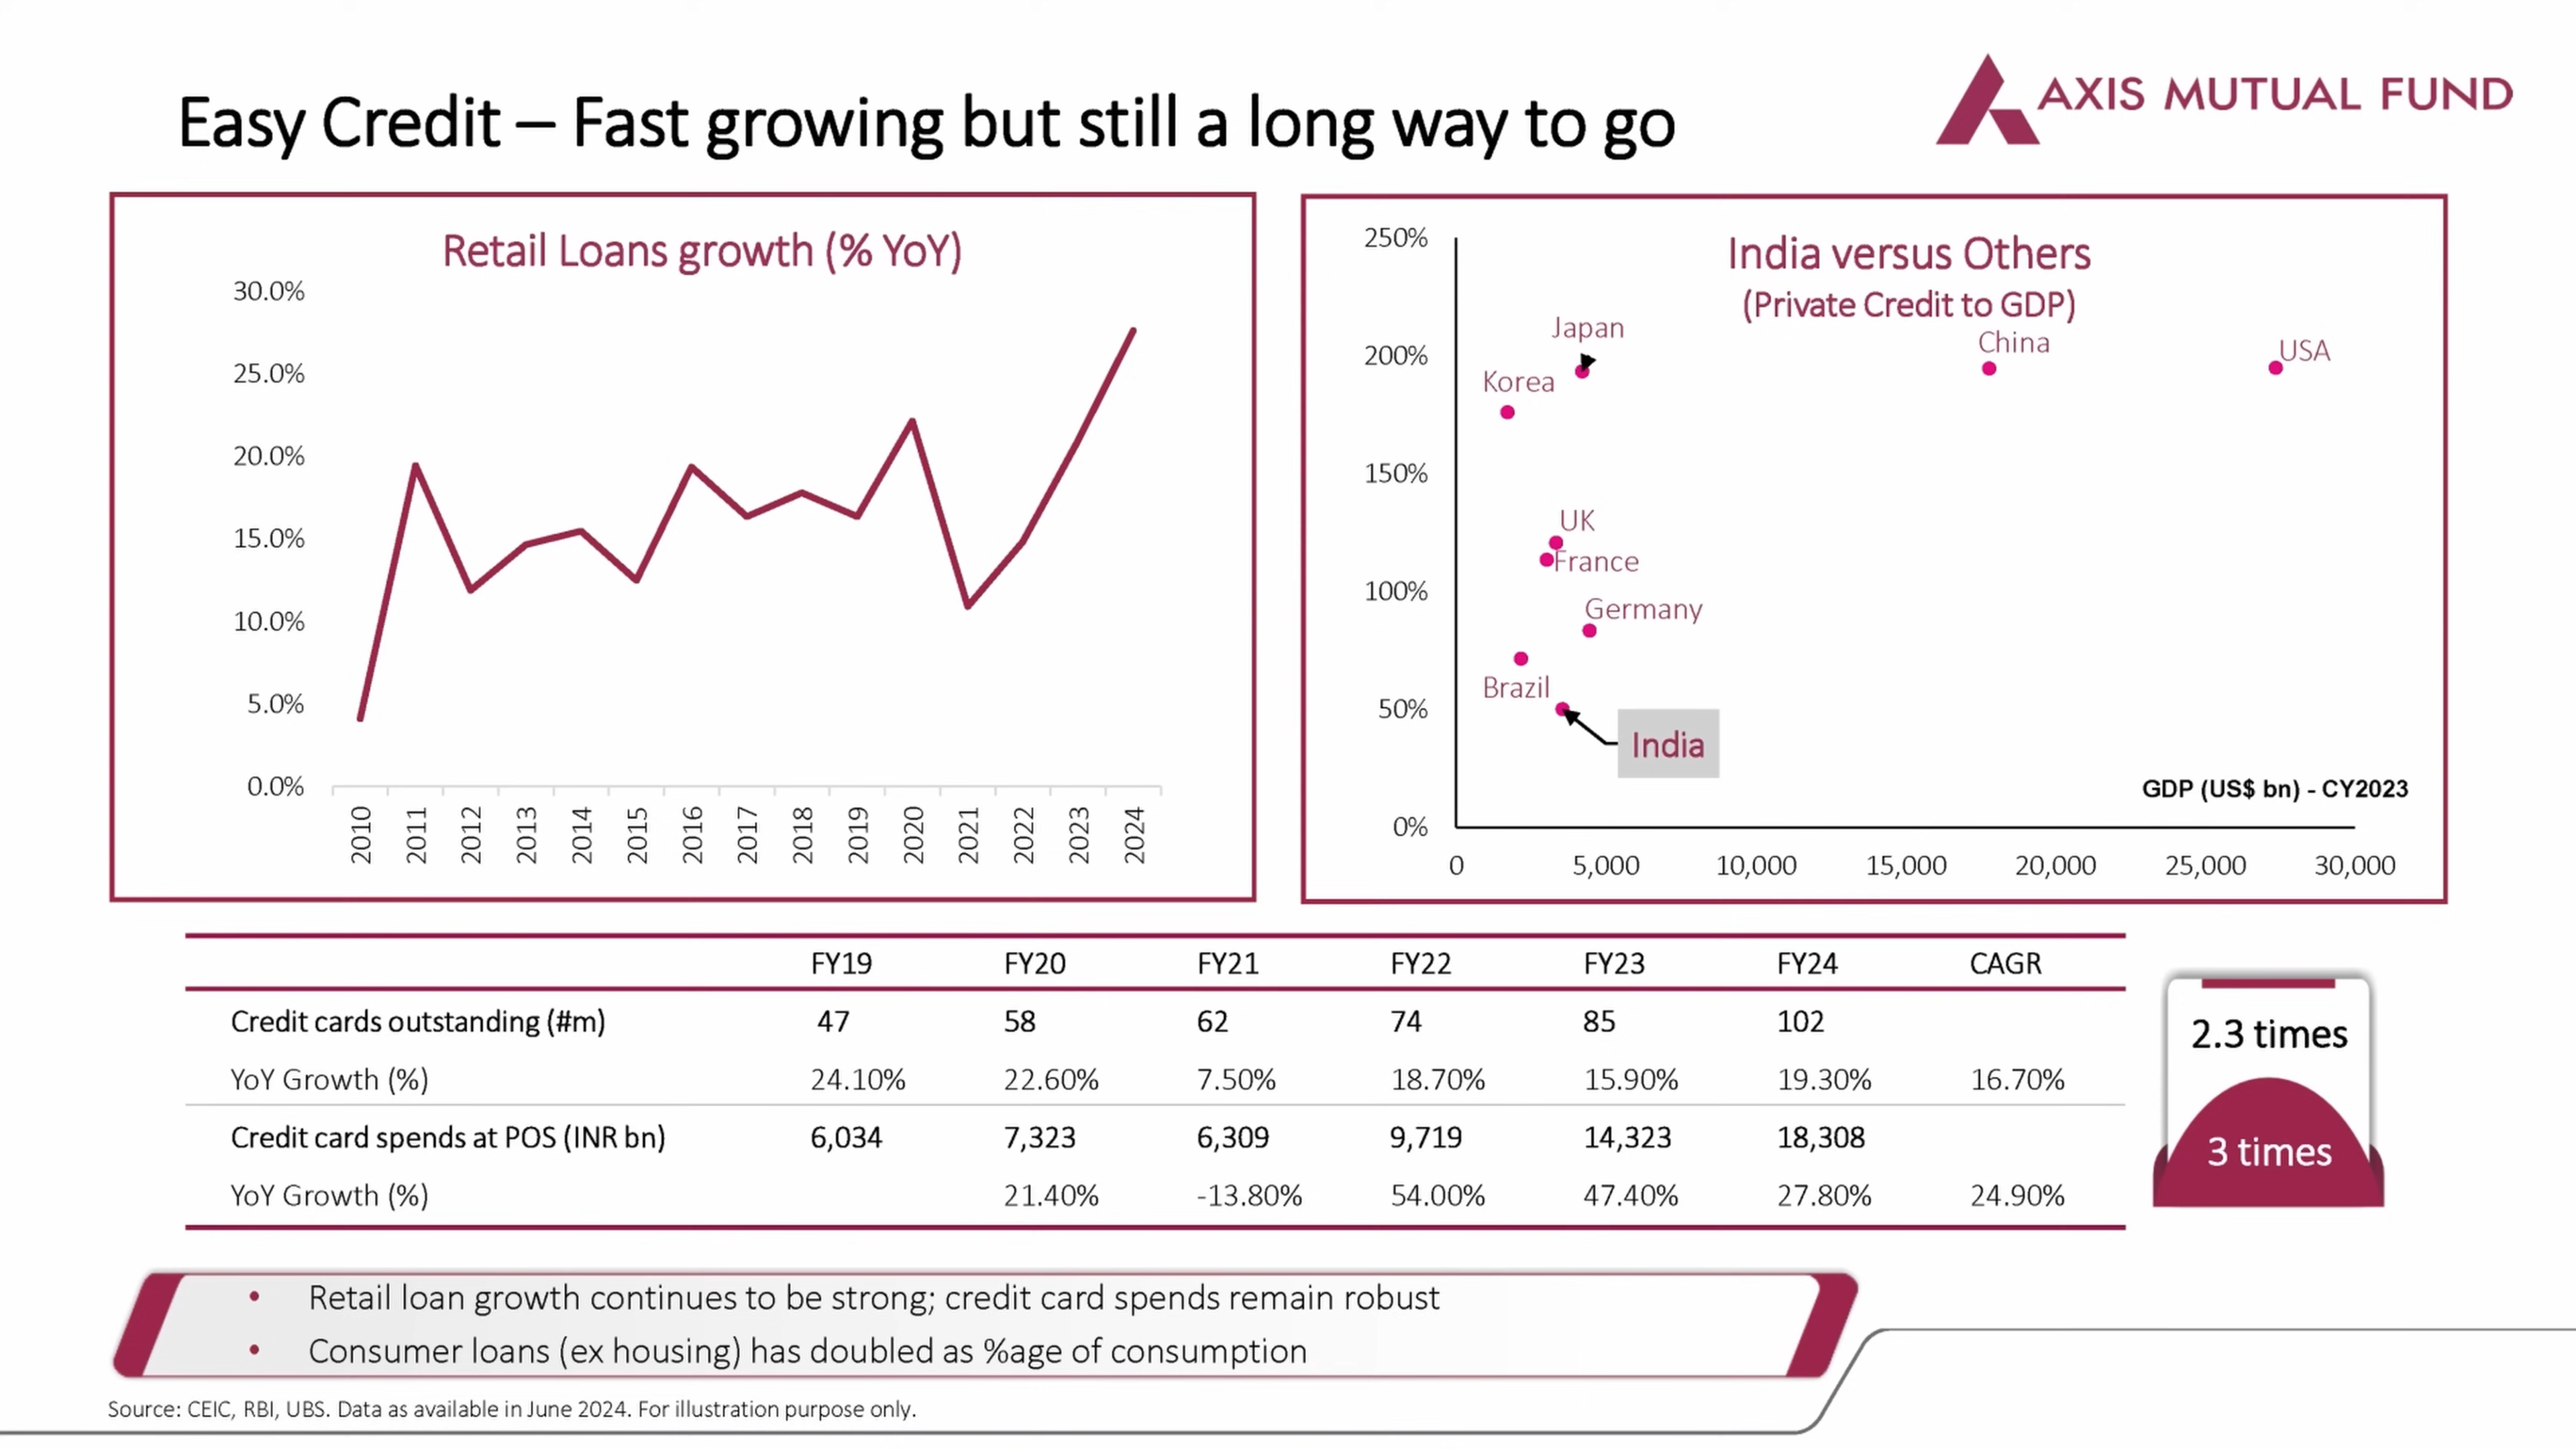 Easy Credit – Fast growing but still a long way to go
AXIS MUTUAL FUND
Retail Loans growth (% YoY)
30.0%
25.0%
20.0%
15.0%
10.0%
5.0%
0.0%
2010 2011 2012 2013 2014 2015 2016 2017 2018 2019 2020 2021 2022 2023 2024
India versus Others
(Private Credit to GDP)
250%
200%
150%
100%
50%
0%
Japan
China
USA
Korea
UK
France
Germany
Brazil
India
GDP (US$ bn) - CY2023
0 5,000 10,000 15,000 20,000 25,000 30,000
FY19 FY20 FY21 FY22 FY23 FY24 CAGR
Credit cards outstanding (#m) 47 58 62 74 85 102
YoY Growth (%) 24.10% 22.60% 7.50% 18.70% 15.90% 19.30% 16.70%
Credit card spends at POS (INR bn) 6,034 7,323 6,309 9,719 14,323 18,308
YoY Growth (%) 21.40% -13.80% 54.00% 47.40% 27.80% 24.90%
2.3 times
3 times
• Retail loan growth continues to be strong; credit card spends remain robust
• Consumer loans (ex housing) has doubled as %age of consumption
Source: CEIC, RBI, UBS. Data as available in June 2024. For illustration purpose only.